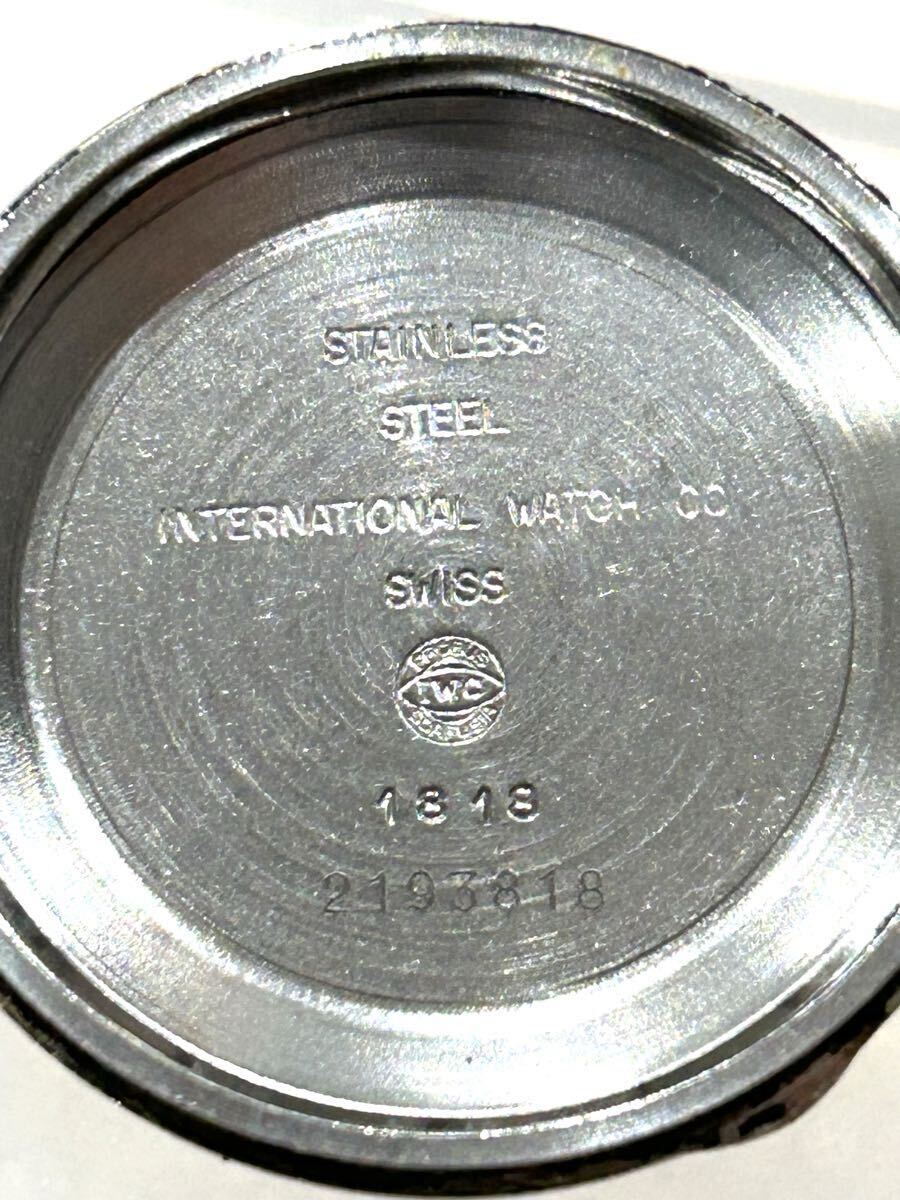 STAINLESS
STEEL
INTERNATIONAL WATCH CO
SWISS
IWC
1818
2193818